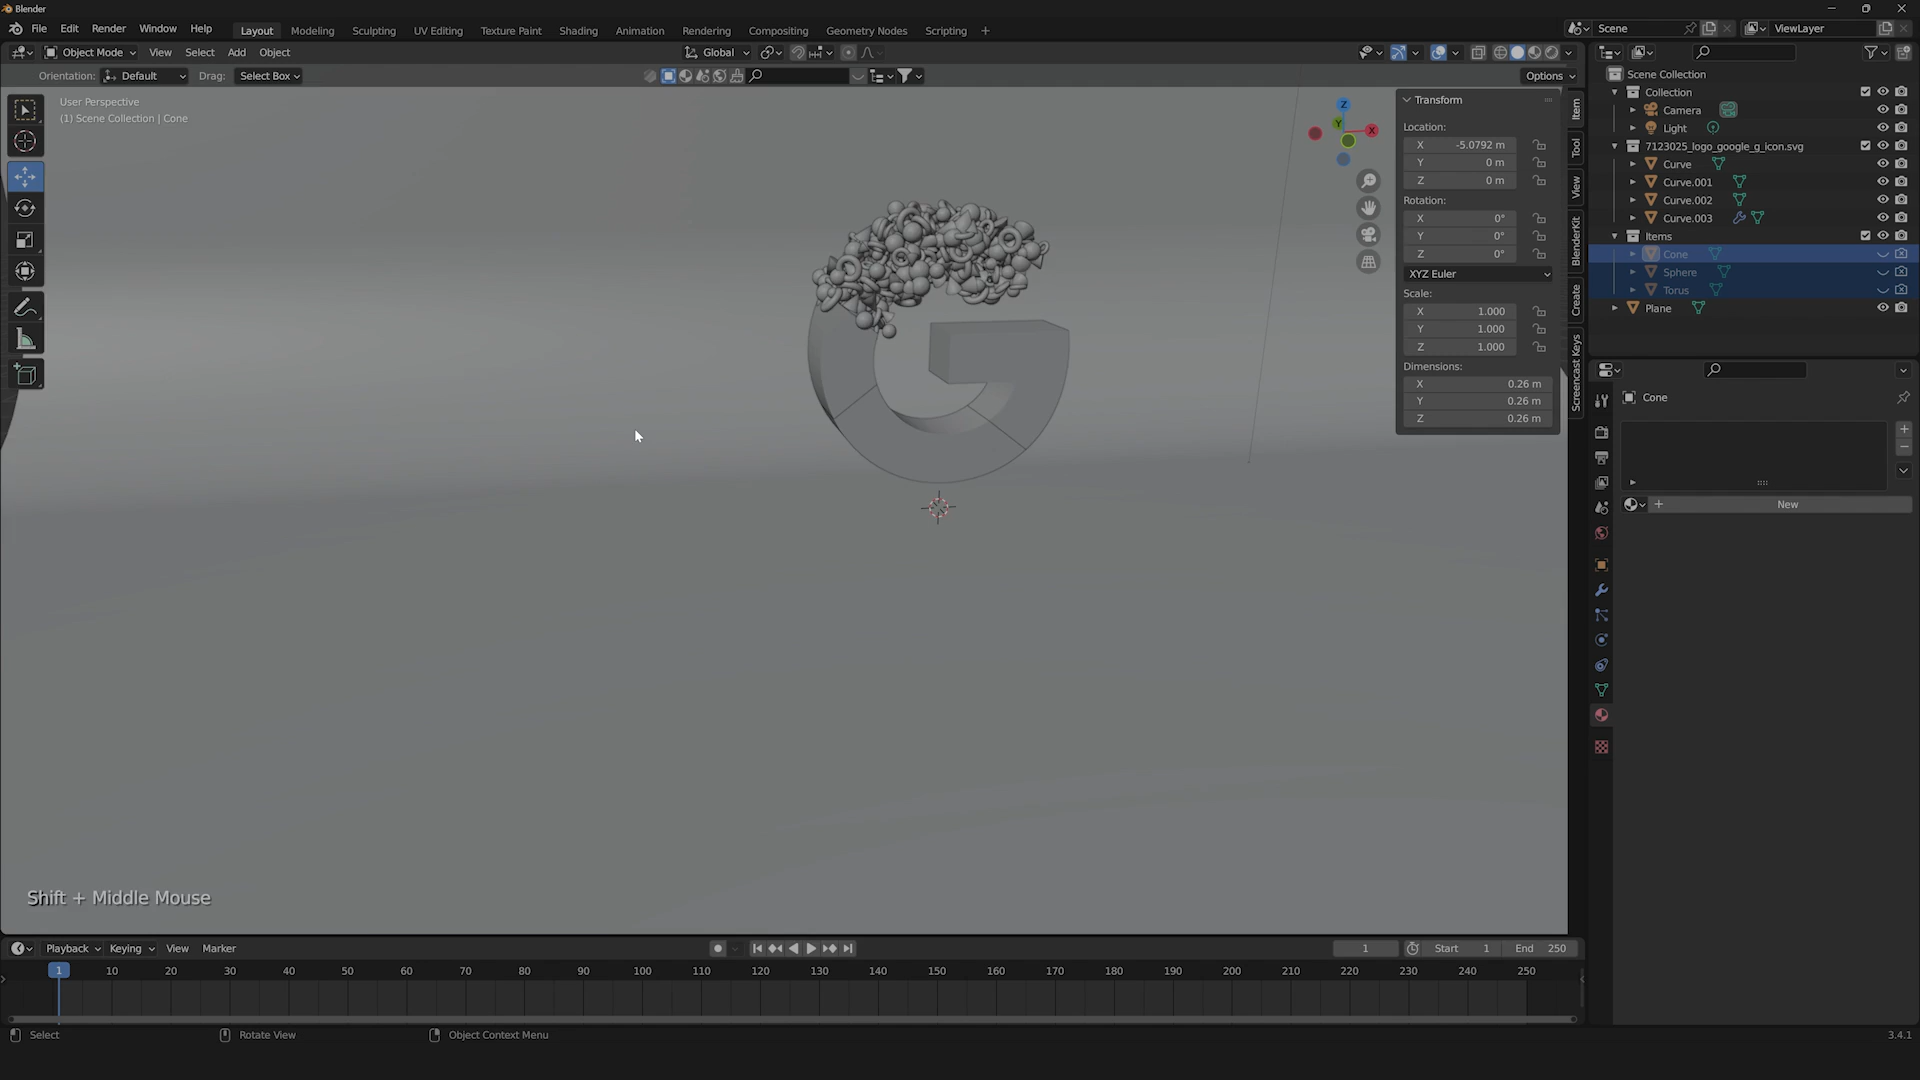 Blender
File Edit Render Window Help Layout Modeling Sculpting UV Editing Texture Paint Shading Animation Rendering Compositing Geometry Nodes Scripting + Scene ViewLayer
Object Mode View Select Add Object Global
Orientation: Default Drag: Select Box Options
User Perspective
(1) Scene Collection | Cone
Z
Y
X
Transform
Location:
X -5.0792 m
Y 0 m
Z 0 m
Rotation:
X 0°
Y 0°
Z 0°
XYZ Euler
Scale:
X 1.000
Y 1.000
Z 1.000
Dimensions:
X 0.26 m
Y 0.26 m
Z 0.26 m
Item
Tool
View
BlenderKit
Create
Screencast Keys
Scene Collection
Collection
Camera
Light
7123025_logo_google_g_icon.svg
Curve
Curve.001
Curve.002
Curve.003
Items
Cone
Sphere
Torus
Plane
Cone
New
Shift + Middle Mouse
Playback Keying View Marker 1 Start 1 End 250
1 10 20 30 40 50 60 70 80 90 100 110 120 130 140 150 160 170 180 190 200 210 220 230 240 250
Select Rotate View Object Context Menu 3.4.1